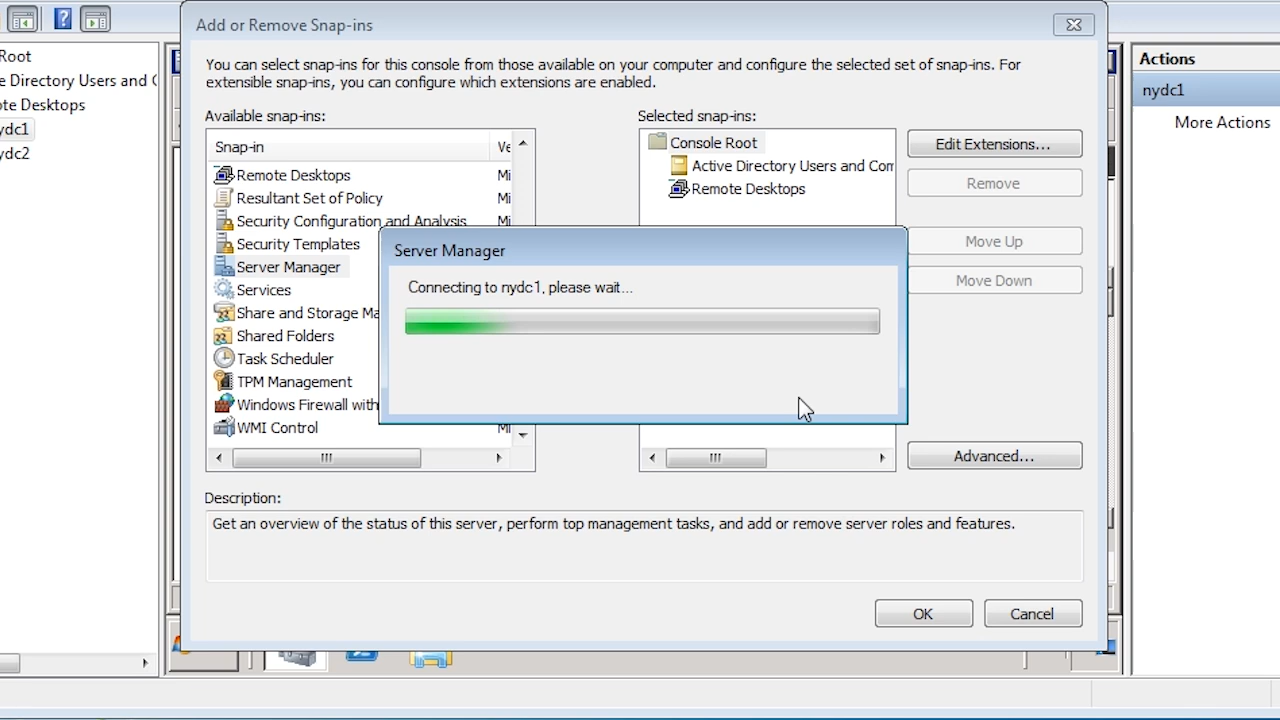 Add or Remove Snap-ins
You can select snap-ins for this console from those available on your computer and configure the selected set of snap-ins. For
extensible snap-ins, you can configure which extensions are enabled.
Available snap-ins:
Snap-in Ve
Remote Desktops Mi
Resultant Set of Policy Mi
Security Configuration and Analysis Mi
Security Templates
Server Manager
Services
Share and Storage Ma
Shared Folders
Task Scheduler
TPM Management
Windows Firewall with
WMI Control Mi
Selected snap-ins:
Console Root
Active Directory Users and Com
Remote Desktops
Edit Extensions...
Remove
Move Up
Move Down
Advanced...
Server Manager
Connecting to nydc1, please wait...
Description:
Get an overview of the status of this server, perform top management tasks, and add or remove server roles and features.
OK
Cancel
Root
e Directory Users and C
ote Desktops
ydc1
ydc2
Actions
nydc1
More Actions